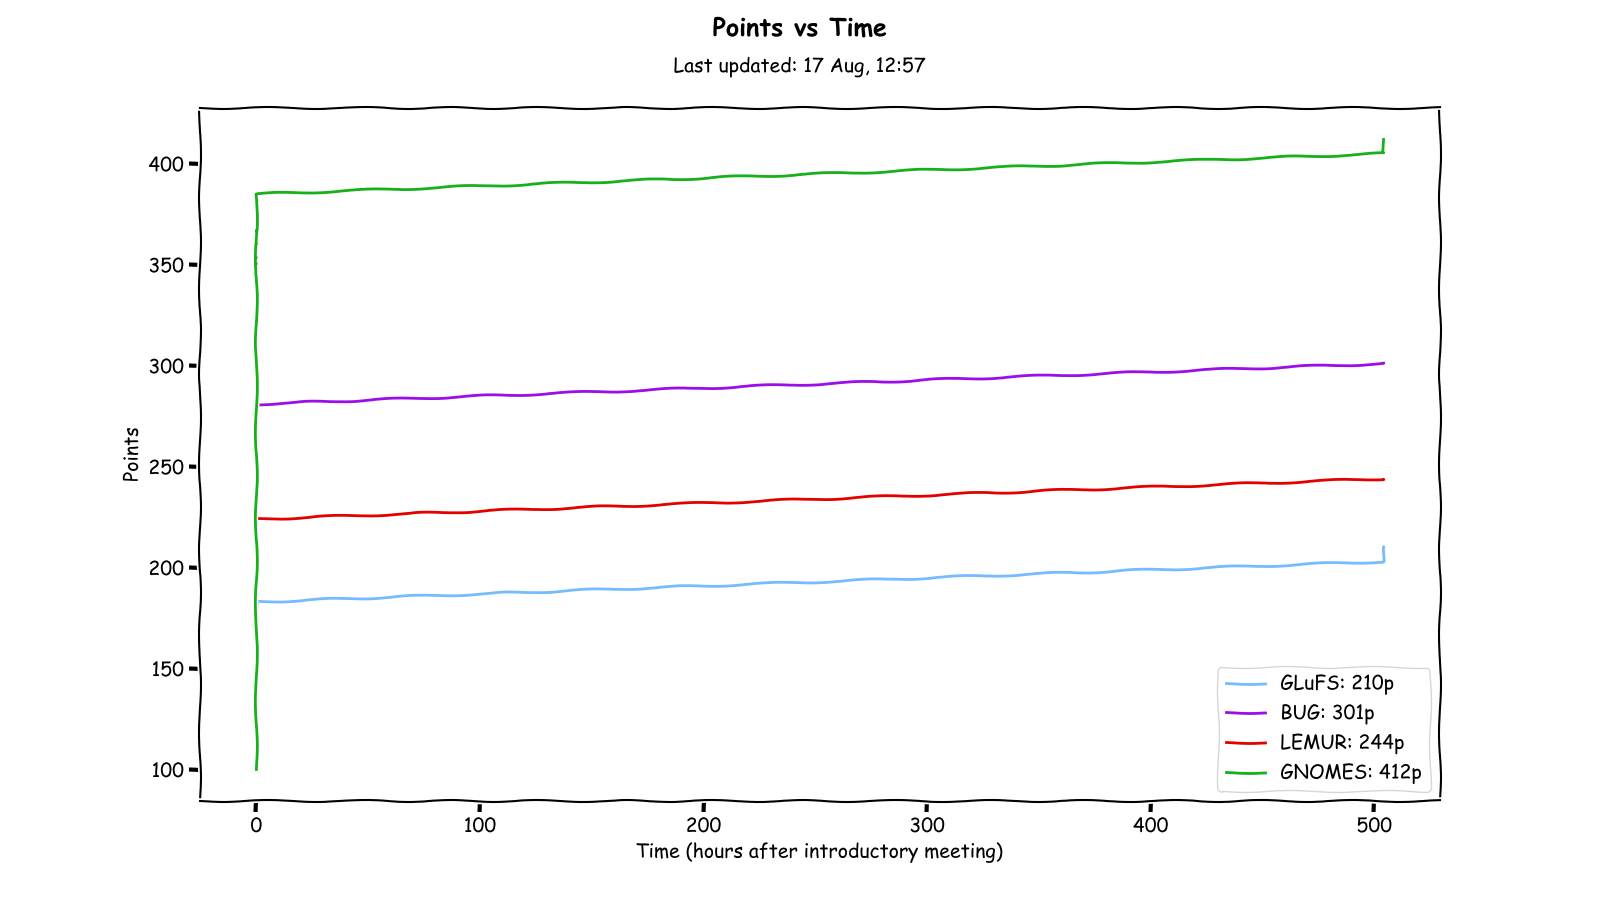 Points vs Time
Last updated: 17 Aug, 12:57
400
350
300
250
200
150
100
Points
0 100 200 300 400 500
Time (hours after introductory meeting)
GLuFS: 210p
BUG: 301p
LEMUR: 244p
GNOMES: 412p